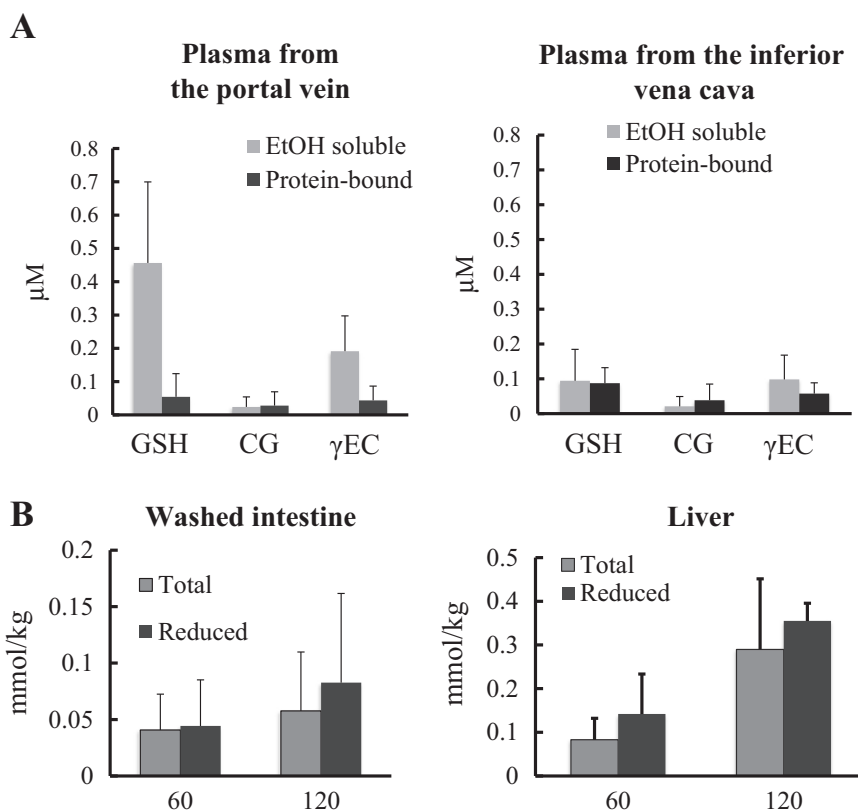 A
Plasma from
the portal vein
EtOH soluble
Protein-bound
0.8
0.7
0.6
0.5
0.4
0.3
0.2
0.1
0
μM
GSH CG γEC
Plasma from the inferior
vena cava
EtOH soluble
Protein-bound
0.8
0.7
0.6
0.5
0.4
0.3
0.2
0.1
0
μM
GSH CG γEC
B
Washed intestine
Total
Reduced
0.2
0.15
0.1
0.05
0
mmol/kg
60 120
Liver
Total
Reduced
0.5
0.4
0.3
0.2
0.1
0
mmol/kg
60 120